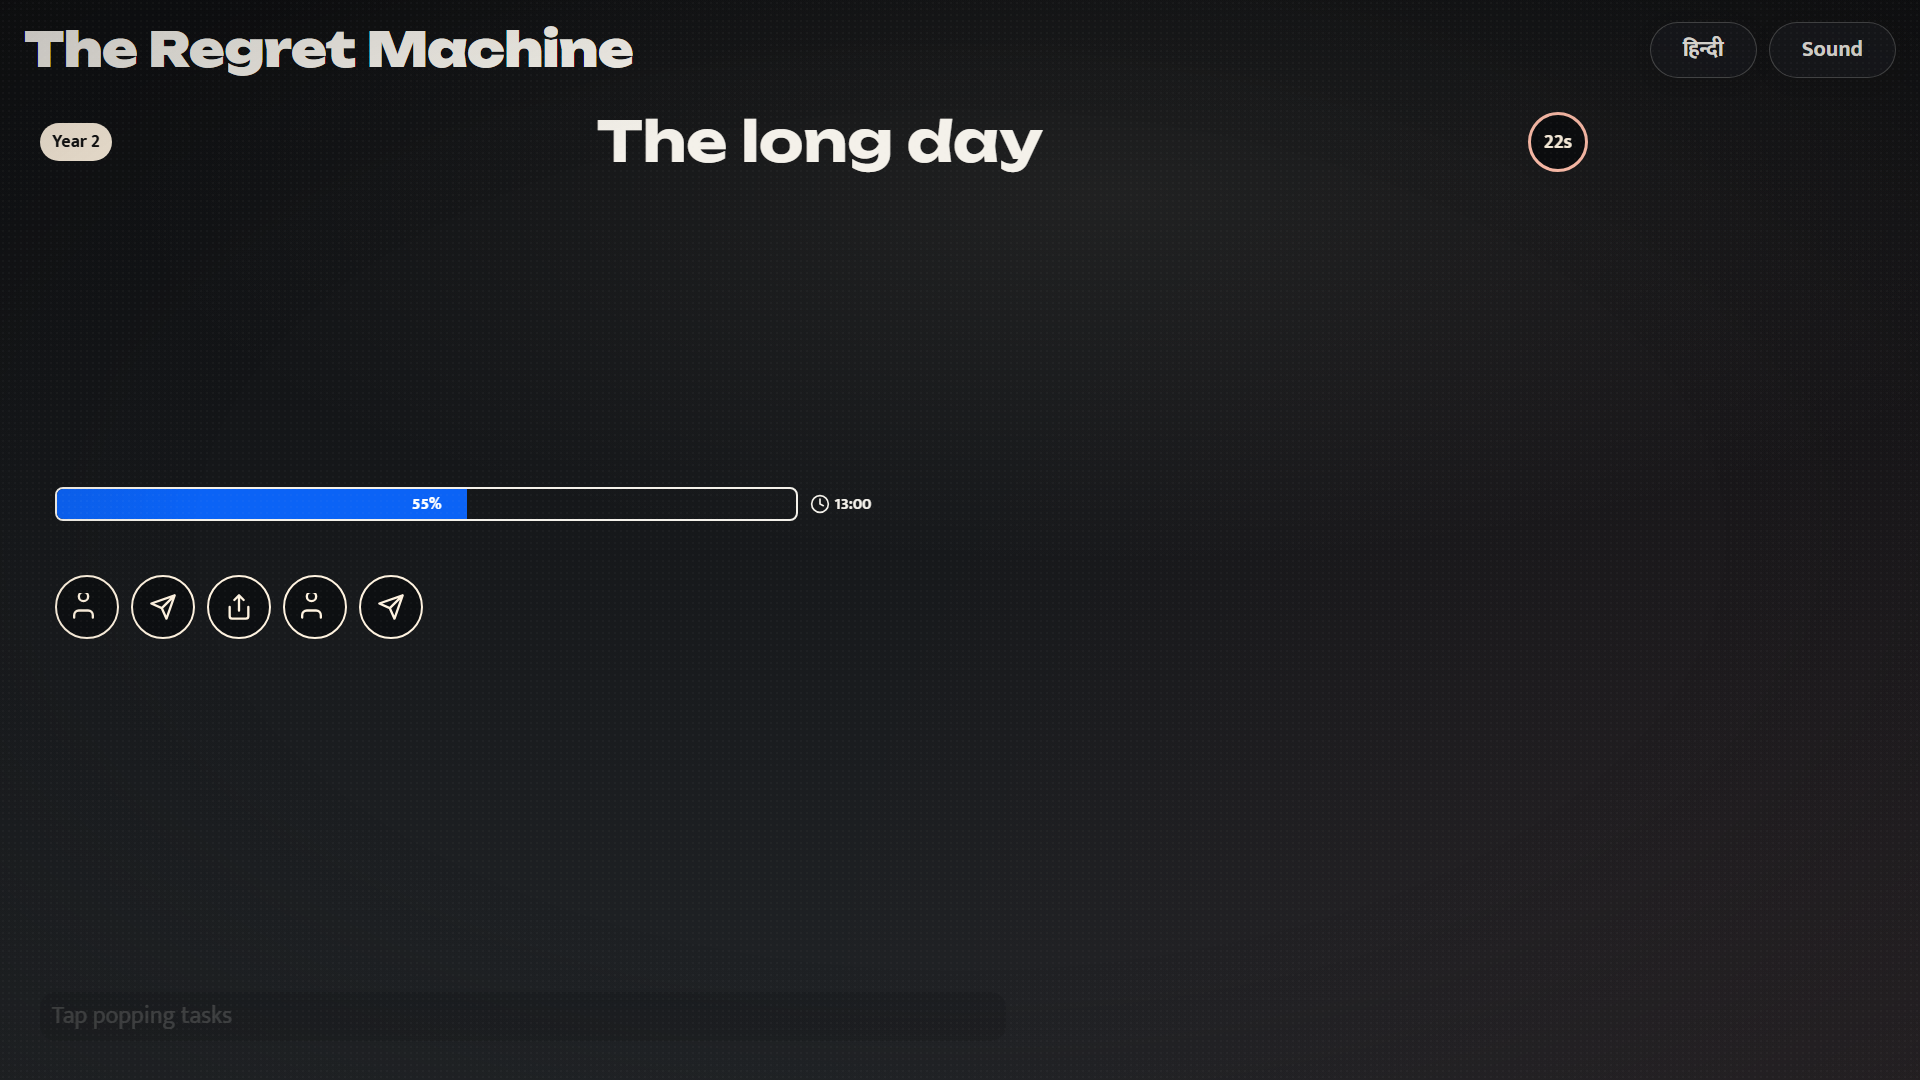 The Regret Machine
हिन्दी
Sound
Year 2
The long day
22s
55%
13:00
Tap popping tasks